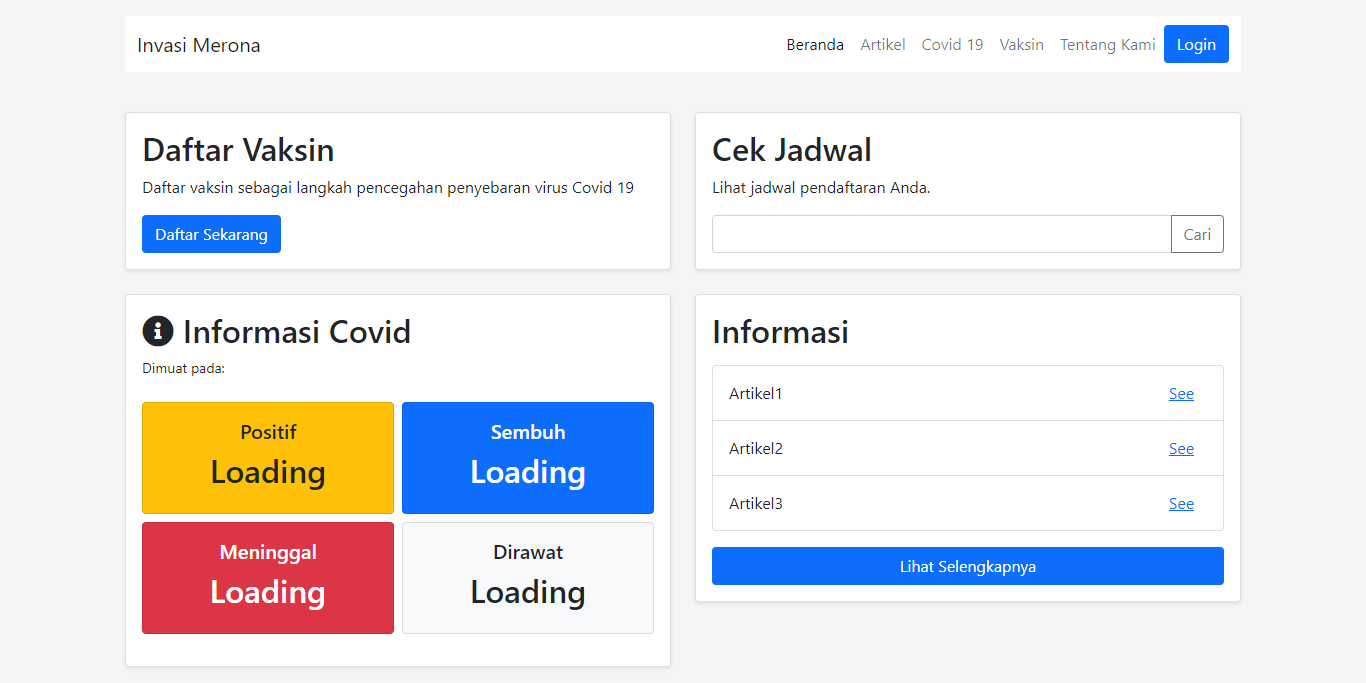 Invasi Merona
Beranda Artikel Covid 19 Vaksin Tentang Kami Login
Daftar Vaksin
Daftar vaksin sebagai langkah pencegahan penyebaran virus Covid 19
Daftar Sekarang
Cek Jadwal
Lihat jadwal pendaftaran Anda.
Cari
Informasi Covid
Dimuat pada:
Positif
Loading
Sembuh
Loading
Meninggal
Loading
Dirawat
Loading
Informasi
Artikel1 See
Artikel2 See
Artikel3 See
Lihat Selengkapnya